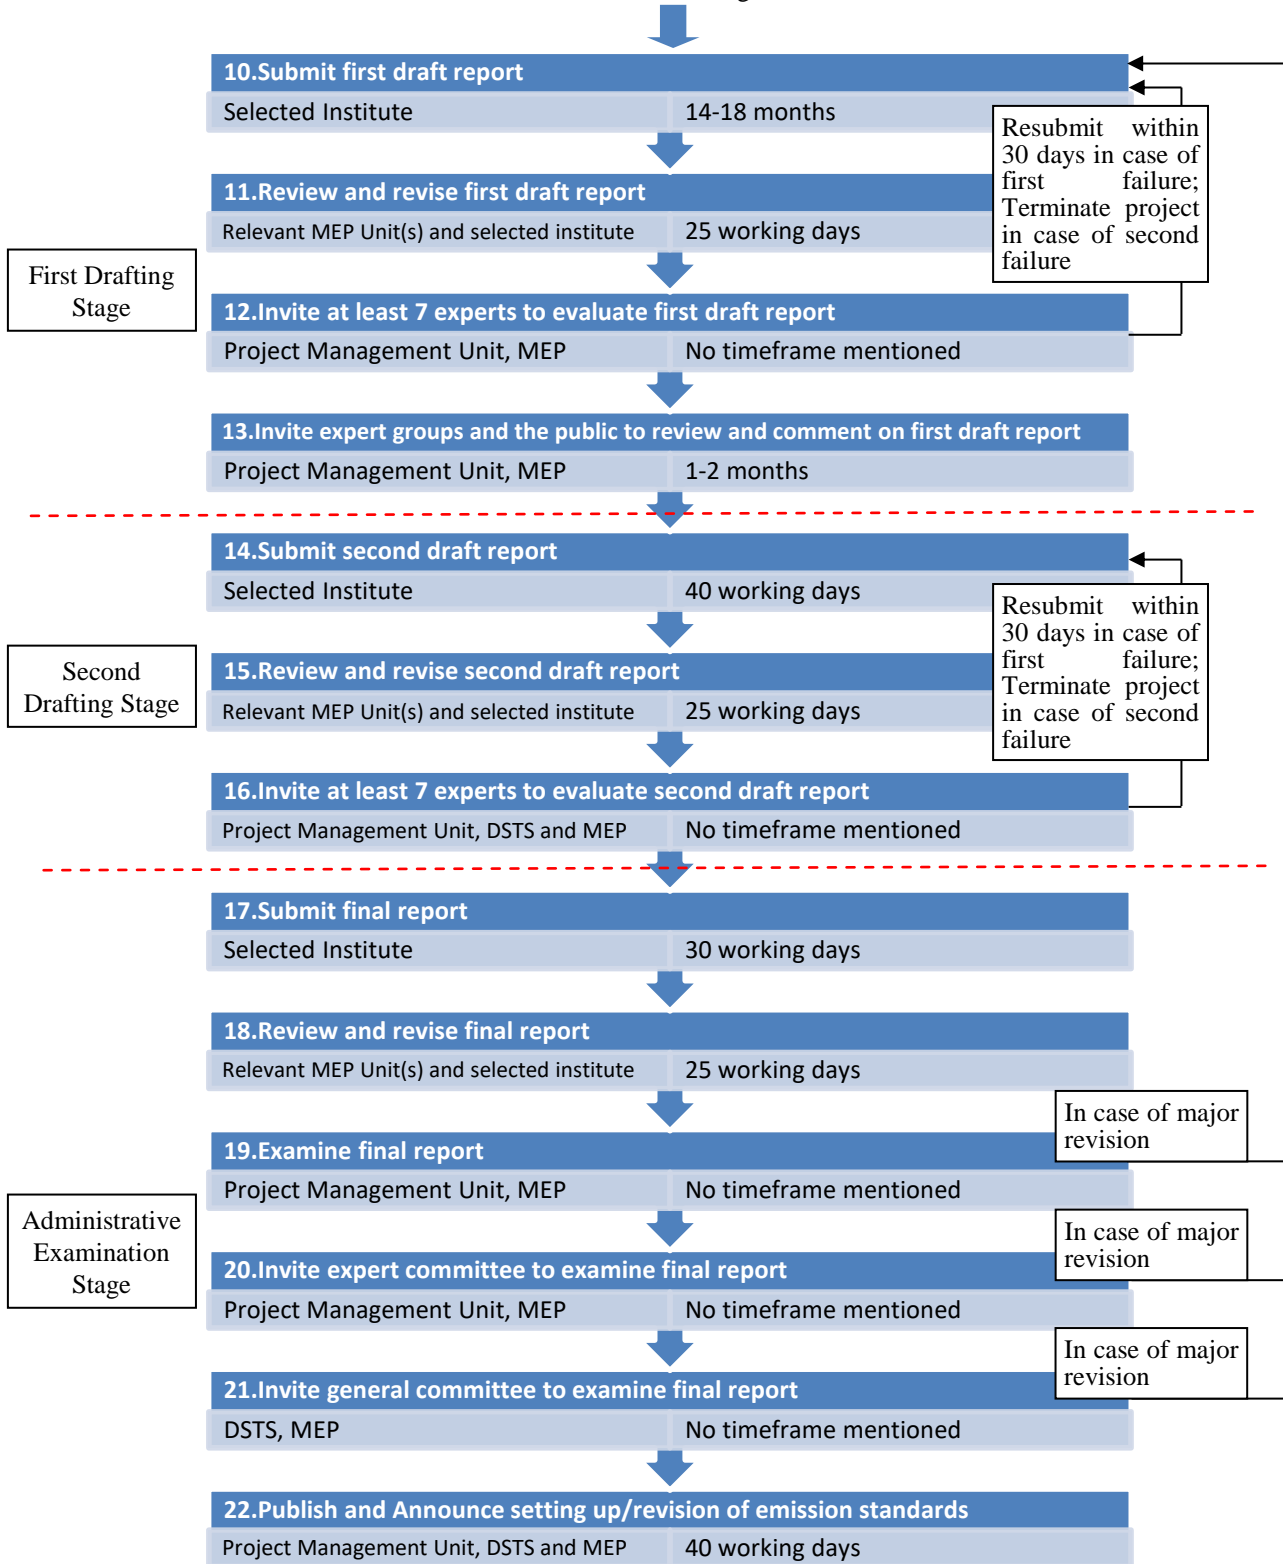 10.Submit first draft report
Selected Institute 14-18 months
Resubmit within
30 days in case of
first failure;
Terminate project
in case of second
failure
11.Review and revise first draft report
Relevant MEP Unit(s) and selected institute 25 working days
First Drafting
Stage
12.Invite at least 7 experts to evaluate first draft report
Project Management Unit, MEP No timeframe mentioned
13.Invite expert groups and the public to review and comment on first draft report
Project Management Unit, MEP 1-2 months
14.Submit second draft report
Selected Institute 40 working days
Resubmit within
30 days in case of
first failure;
Terminate project
in case of second
failure
Second
Drafting Stage
15.Review and revise second draft report
Relevant MEP Unit(s) and selected institute 25 working days
16.Invite at least 7 experts to evaluate second draft report
Project Management Unit, DSTS and MEP No timeframe mentioned
17.Submit final report
Selected Institute 30 working days
18.Review and revise final report
Relevant MEP Unit(s) and selected institute 25 working days
In case of major
revision
19.Examine final report
Project Management Unit, MEP No timeframe mentioned
Administrative
Examination
Stage
In case of major
revision
20.Invite expert committee to examine final report
Project Management Unit, MEP No timeframe mentioned
In case of major
revision
21.Invite general committee to examine final report
DSTS, MEP No timeframe mentioned
22.Publish and Announce setting up/revision of emission standards
Project Management Unit, DSTS and MEP 40 working days